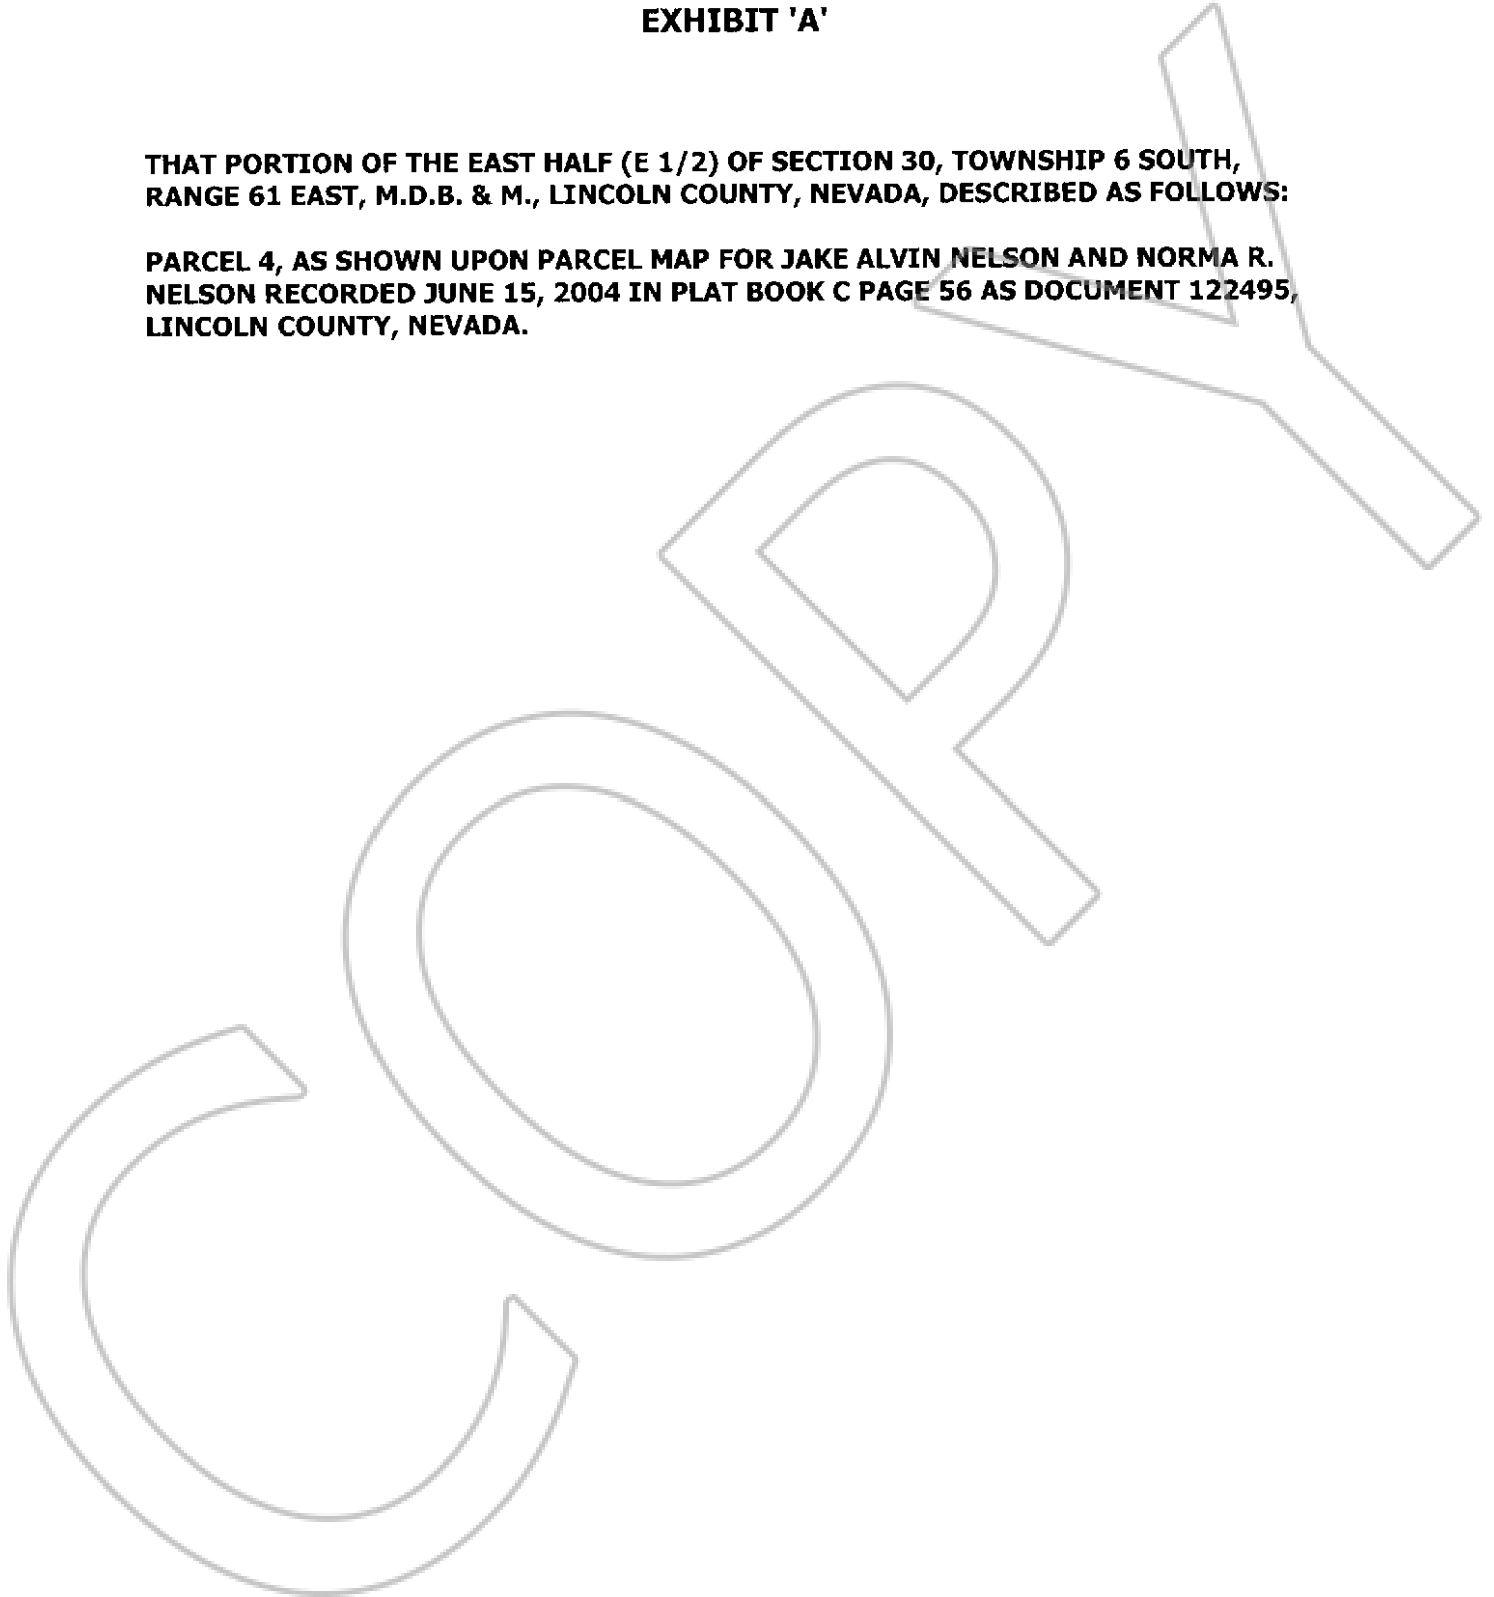 EXHIBIT 'A'
THAT PORTION OF THE EAST HALF (E 1/2) OF SECTION 30, TOWNSHIP 6 SOUTH,
RANGE 61 EAST, M.D.B. & M., LINCOLN COUNTY, NEVADA, DESCRIBED AS FOLLOWS:
PARCEL 4, AS SHOWN UPON PARCEL MAP FOR JAKE ALVIN NELSON AND NORMA R.
NELSON RECORDED JUNE 15, 2004 IN PLAT BOOK C PAGE 56 AS DOCUMENT 122495,
LINCOLN COUNTY, NEVADA.
COPY